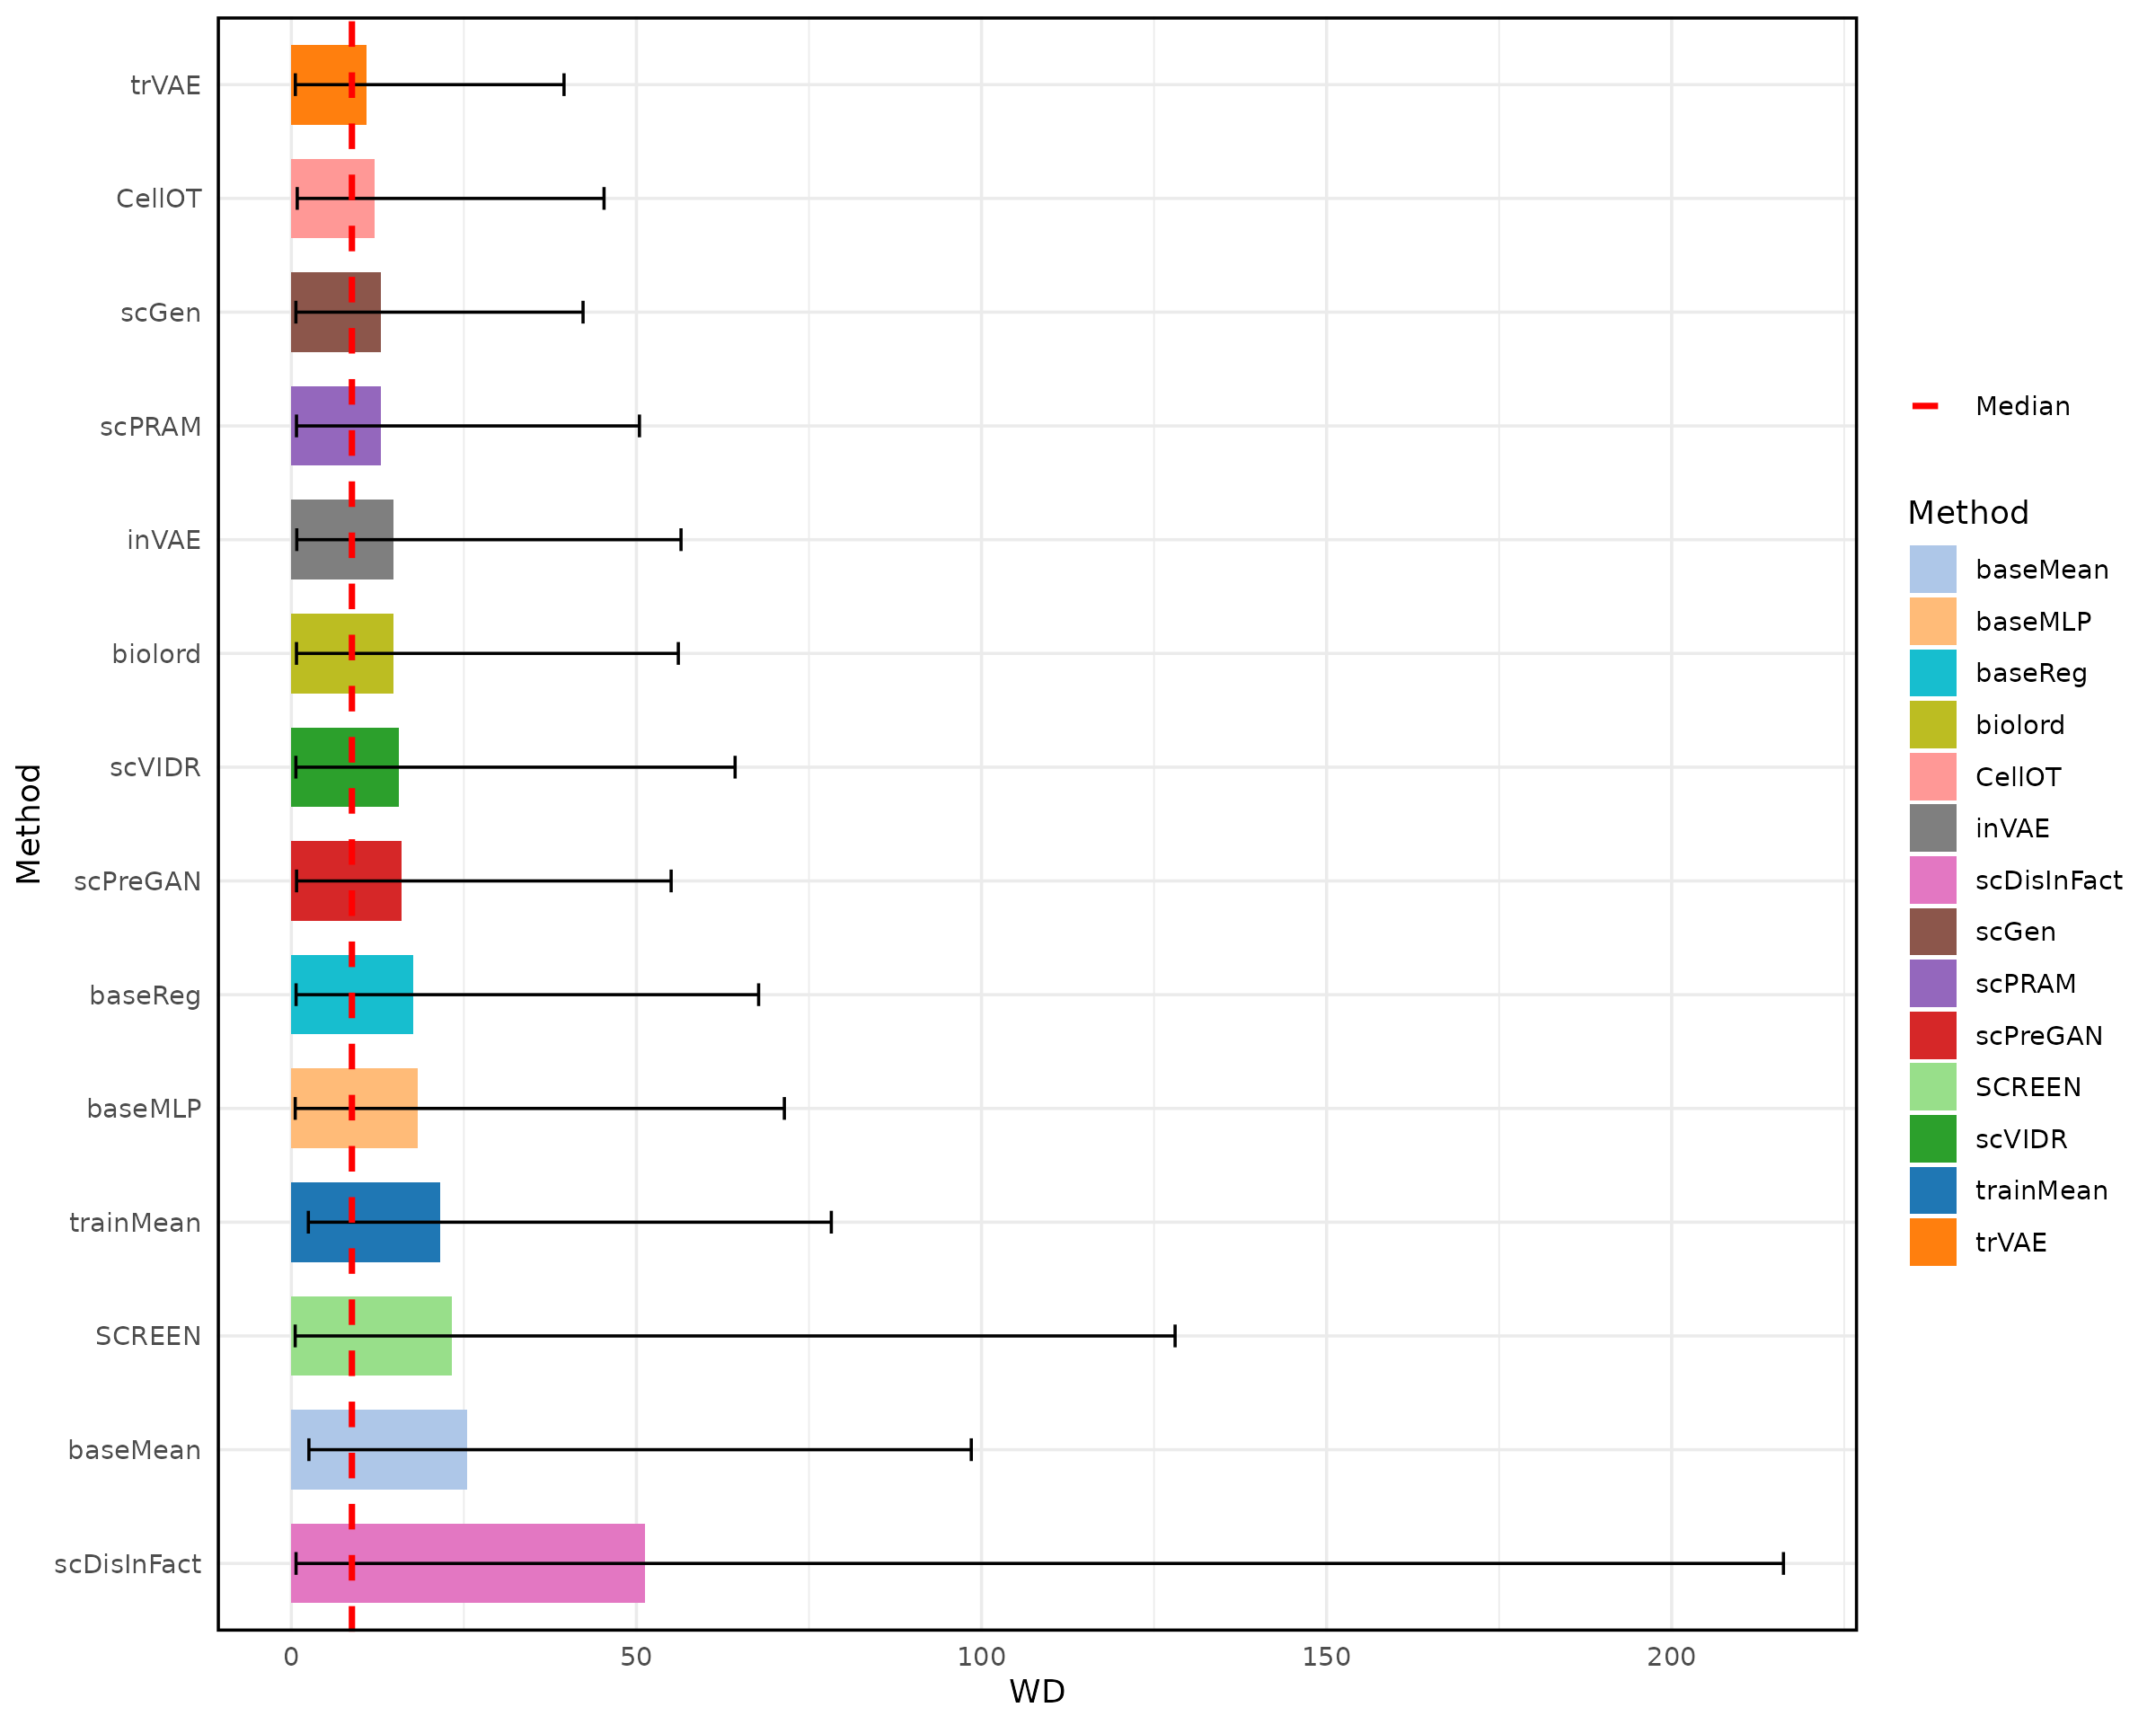 trVAE
CellOT
scGen
scPRAM
inVAE
biolord
scVIDR
scPreGAN
baseReg
baseMLP
trainMean
SCREEN
baseMean
scDisInFact
Method
0 50 100 150 200
WD
Median
Method
baseMean
baseMLP
baseReg
biolord
CellOT
inVAE
scDisInFact
scGen
scPRAM
scPreGAN
SCREEN
scVIDR
trainMean
trVAE